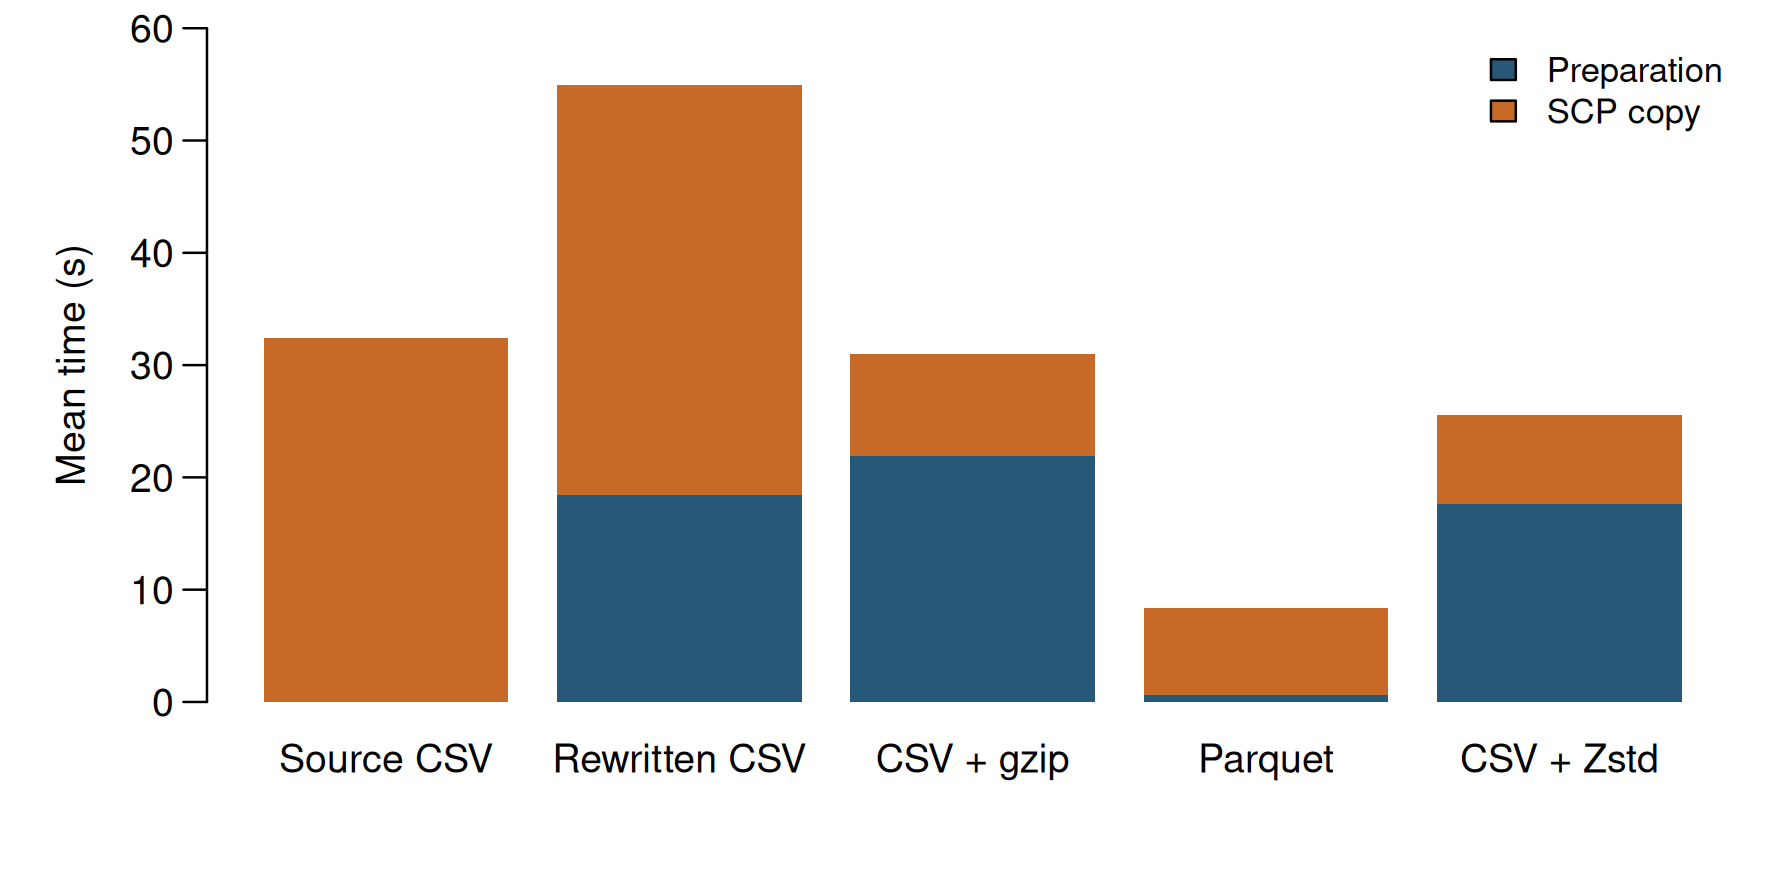 60
50
40
30
20
10
0
Mean time (s)
Preparation
SCP copy
Source CSV
Rewritten CSV
CSV + gzip
Parquet
CSV + Zstd